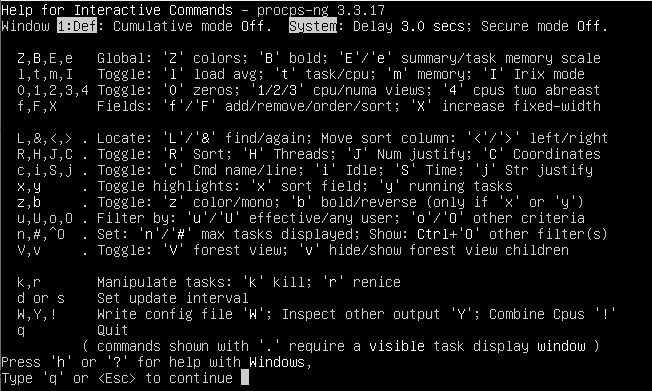 Help for Interactive Commands - procps-ng 3.3.17
Window 1:Def: Cumulative mode Off.  System: Delay 3.0 secs; Secure mode Off.

  Z,B,E,e   Global: 'Z' colors; 'B' bold; 'E'/'e' summary/task memory scale
  l,t,m,I   Toggle: 'l' load avg; 't' task/cpu; 'm' memory; 'I' Irix mode
  0,1,2,3,4 Toggle: '0' zeros; '1/2/3' cpu/numa views; '4' cpus two abreast
  f,F,X     Fields: 'f'/'F' add/remove/order/sort; 'X' increase fixed-width

  L,&,<,> . Locate: 'L'/'&' find/again; Move sort column: '<'/'>' left/right
  R,H,J,C . Toggle: 'R' Sort; 'H' Threads; 'J' Num justify; 'C' Coordinates
  c,i,S,j . Toggle: 'c' Cmd name/line; 'i' Idle; 'S' Time; 'j' Str justify
  x,y     . Toggle highlights: 'x' sort field; 'y' running tasks
  z,b     . Toggle: 'z' color/mono; 'b' bold/reverse (only if 'x' or 'y')
  u,U,o,O . Filter by: 'u'/'U' effective/any user; 'o'/'O' other criteria
  n,#,^O  . Set: 'n'/'#' max tasks displayed; Show: Ctrl+'O' other filter(s)
  V,v     . Toggle: 'V' forest view; 'v' hide/show forest view children

  k,r       Manipulate tasks: 'k' kill; 'r' renice
  d or s    Set update interval
  W,Y,!     Write config file 'W'; Inspect other output 'Y'; Combine Cpus '!'
  q         Quit
          ( commands shown with '.' require a visible task display window )
Press 'h' or '?' for help with Windows,
Type 'q' or <Esc> to continue